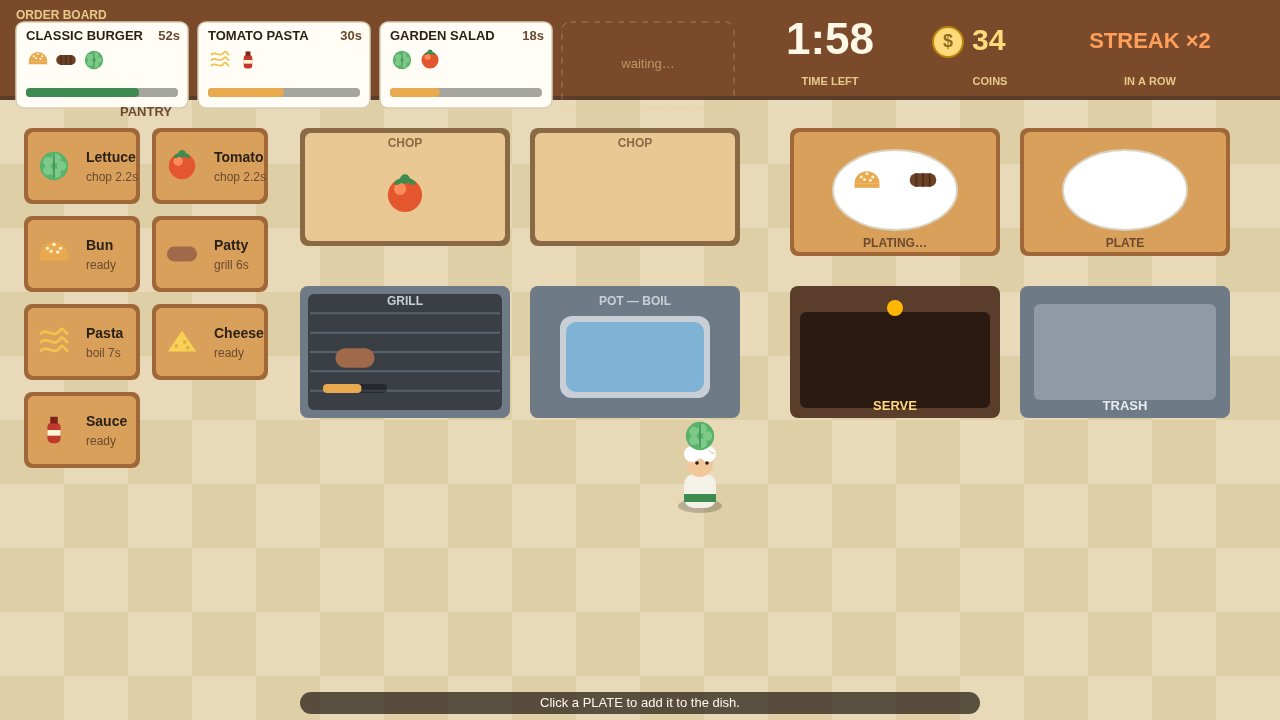 ORDER BOARD
CLASSIC BURGER 52s
TOMATO PASTA 30s
GARDEN SALAD 18s
waiting…
1:58
TIME LEFT
$ 34
COINS
STREAK ×2
IN A ROW
PANTRY
Lettuce
chop 2.2s
Tomato
chop 2.2s
Bun
ready
Patty
grill 6s
Pasta
boil 7s
Cheese
ready
Sauce
ready
CHOP
CHOP
PLATING…
PLATE
GRILL
POT — BOIL
SERVE
TRASH
Click a PLATE to add it to the dish.